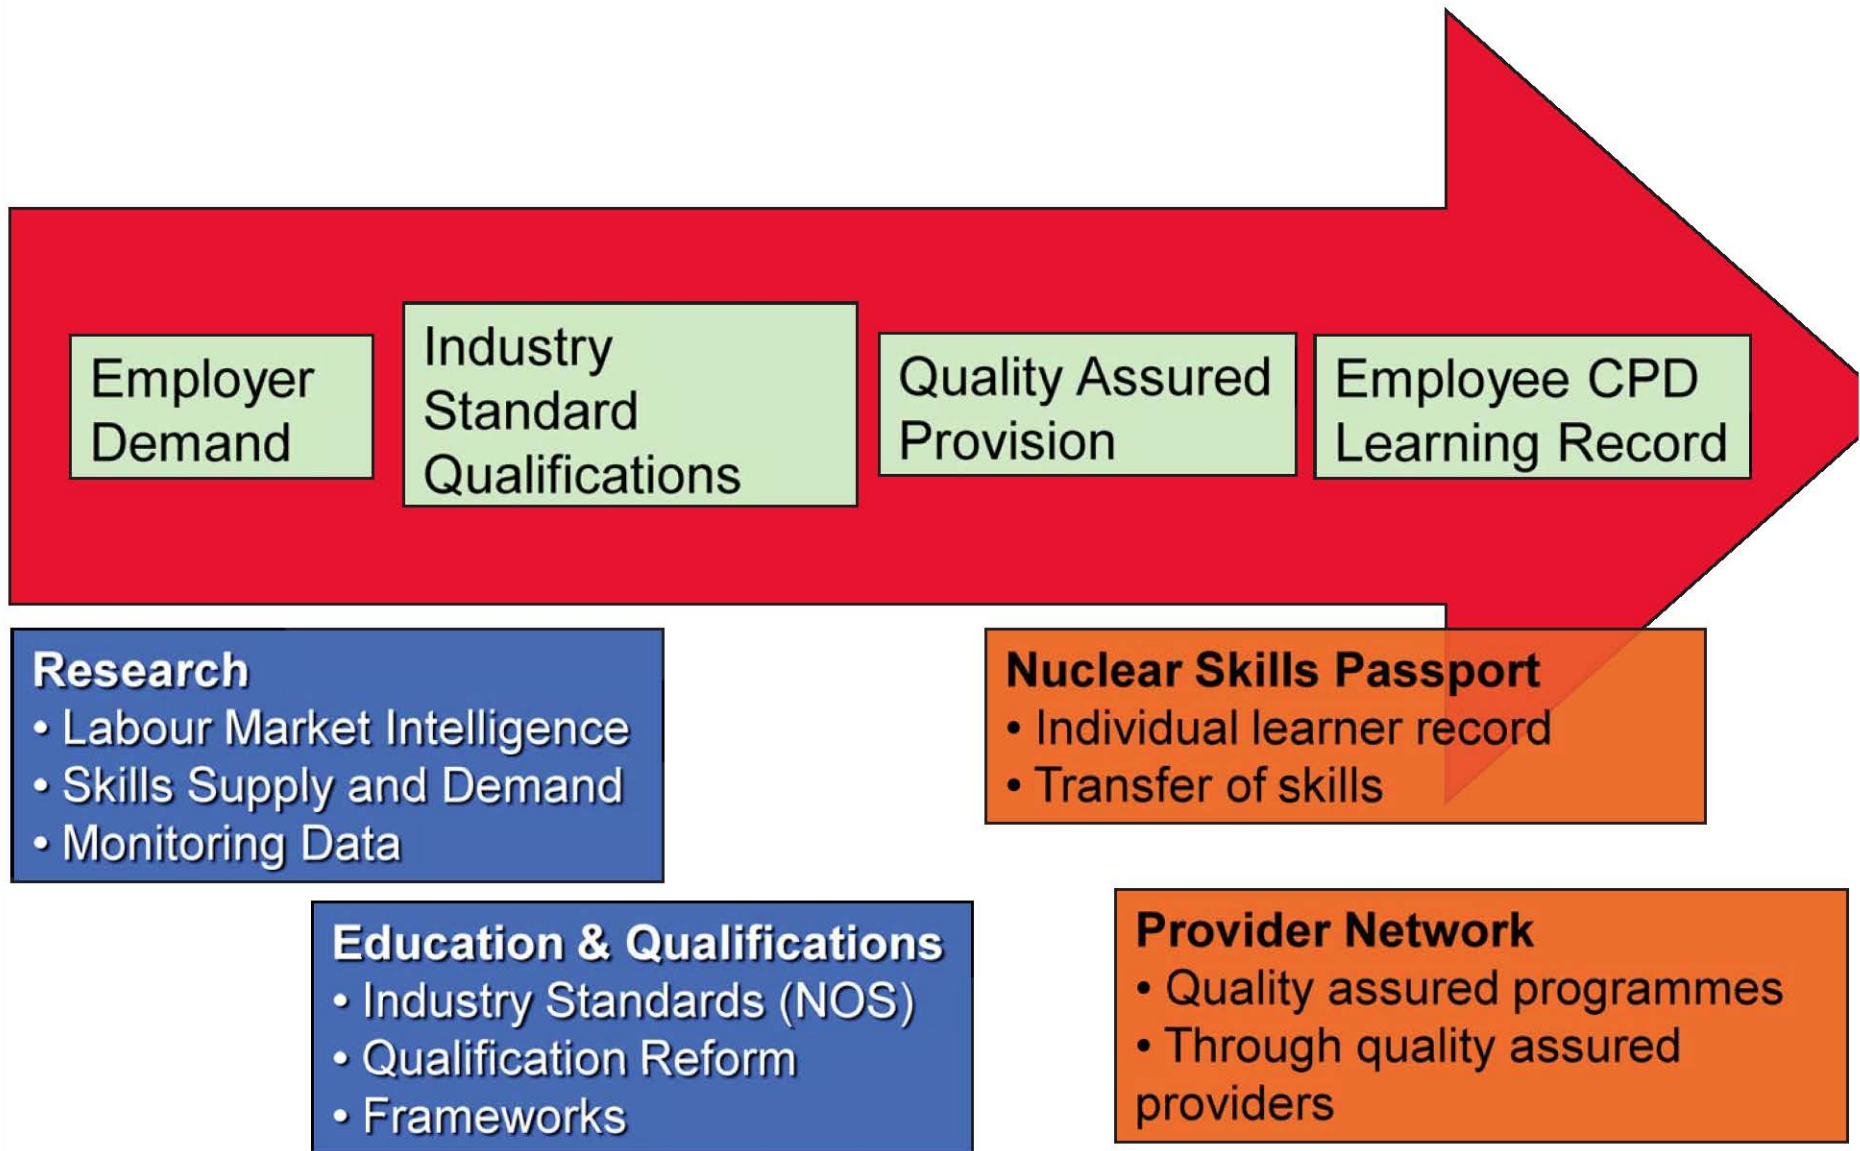 Employer
Demand
Industry
Standard
Qualifications
Quality Assured
Provision
Employee CPD
Learning Record
Research
• Labour Market Intelligence
• Skills Supply and Demand
• Monitoring Data
Nuclear Skills Passport
• Individual learner record
• Transfer of skills
Education & Qualifications
• Industry Standards (NOS)
• Qualification Reform
• Frameworks
Provider Network
• Quality assured programmes
• Through quality assured
providers